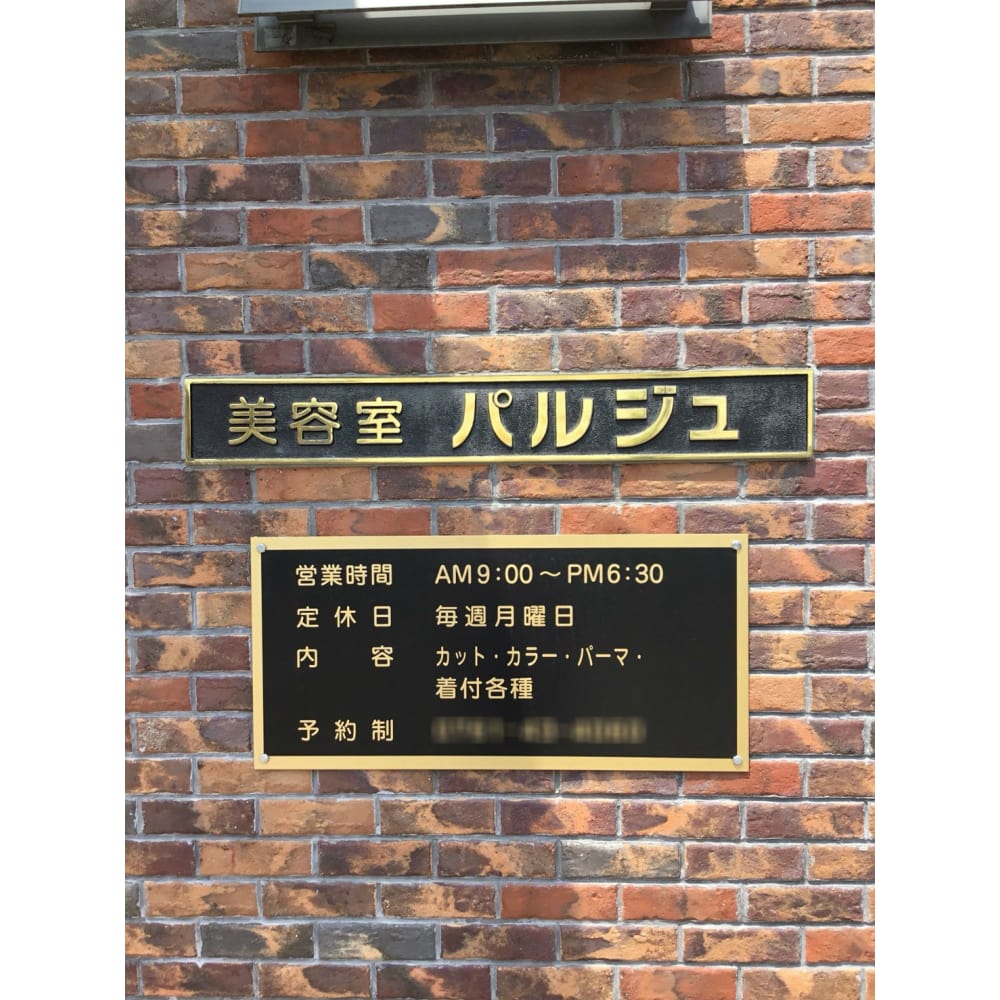 美容室 パルジュ
営業時間 AM9:00～PM6:30
定休日 毎週月曜日
内容 カット・カラー・パーマ・
着付各種
予約制